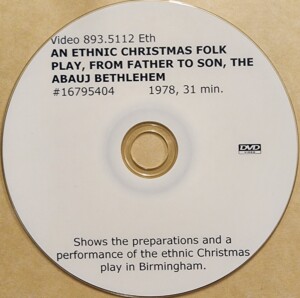 Video 893.5112 Eth
AN ETHNIC CHRISTMAS FOLK
PLAY, FROM FATHER TO SON, THE
ABAUJ BETHLEHEM
#16795404 1978, 31 min.
DVD
Shows the preparations and a
performance of the ethnic Christmas
play in Birmingham.